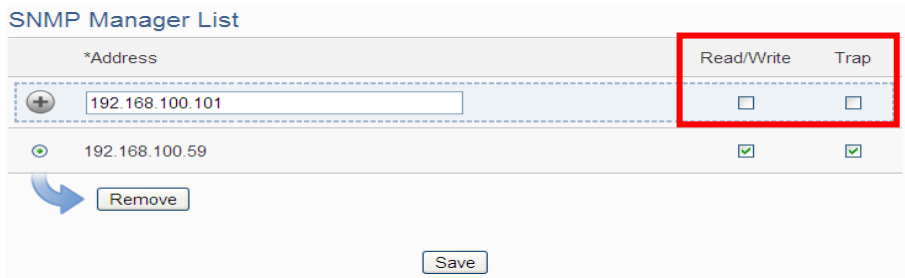 SNMP Manager List
*Address Read/Write Trap
192.168.100.101
192.168.100.59
Remove
Save